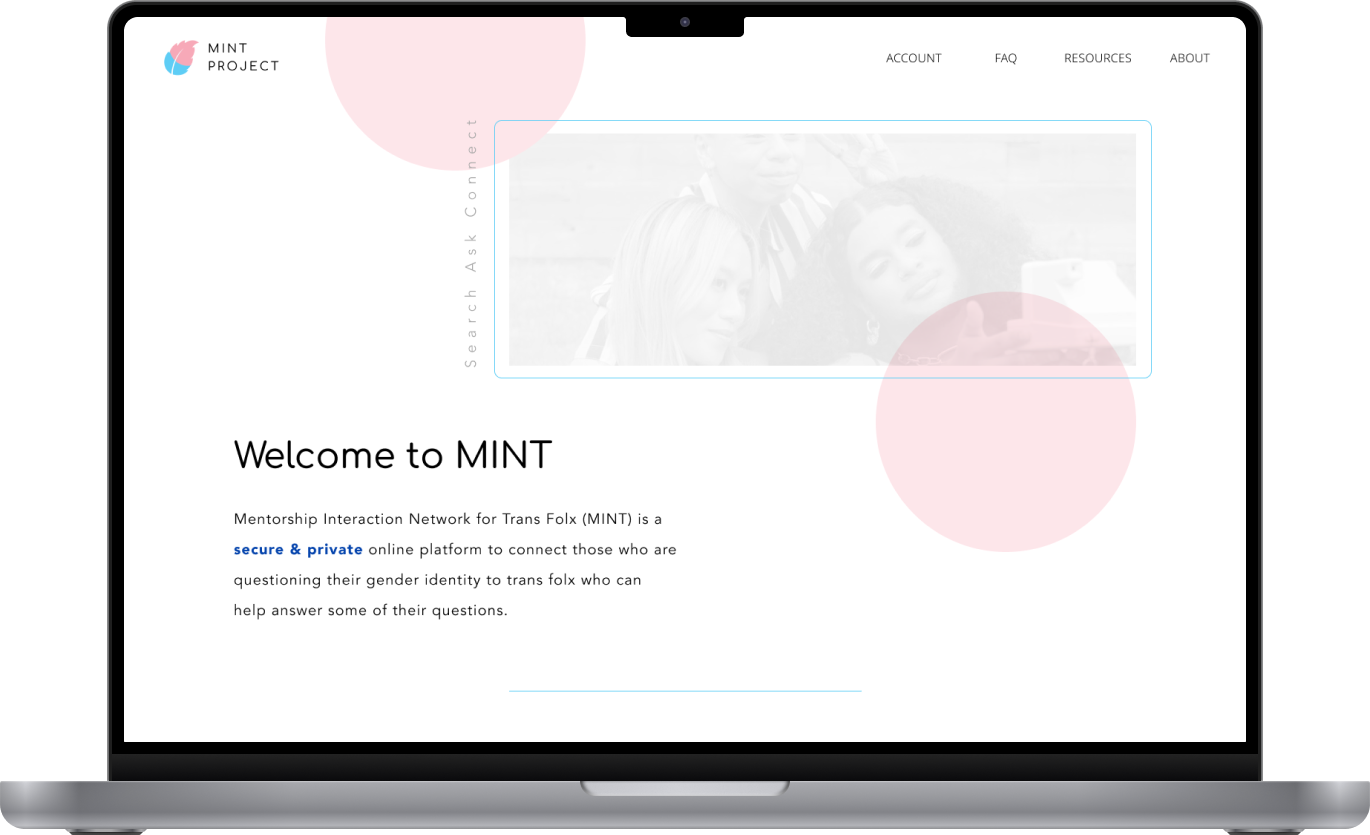 MINT
PROJECT
ACCOUNT
FAQ
RESOURCES
ABOUT
Search Ask Connect
Welcome to MINT
Mentorship Interaction Network for Trans Folx (MINT) is a
secure & private online platform to connect those who are
questioning their gender identity to trans folx who can
help answer some of their questions.